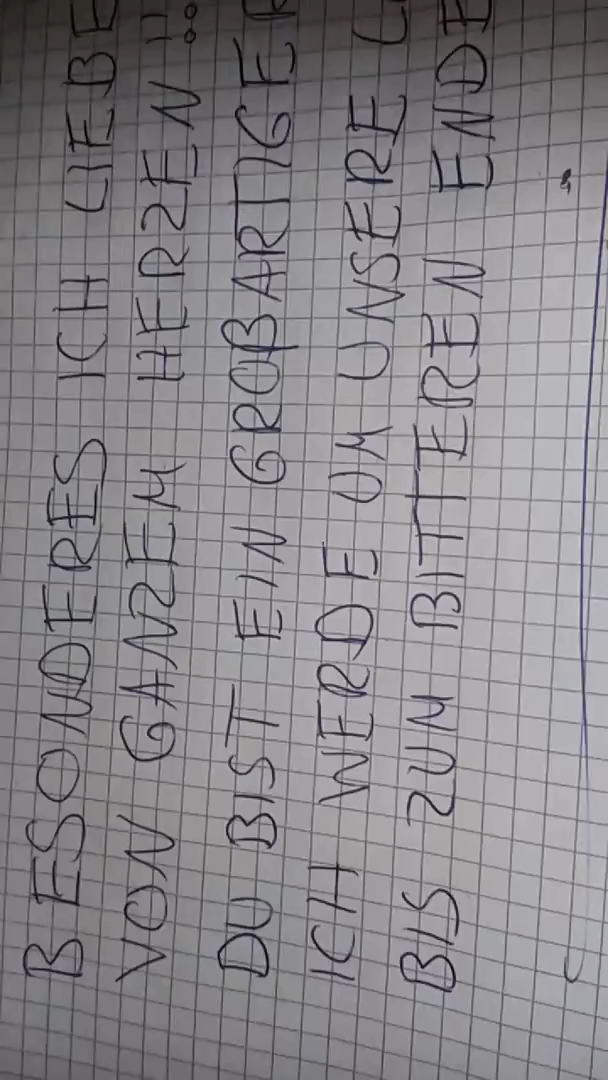 BESONDERES ICH LIEBE
VON GANZEM HERZEN!!
DU BIST EIN GROßARTIGER
ICH WERDE UM UNSERE
BIS ZUM BITTEREN ENDE